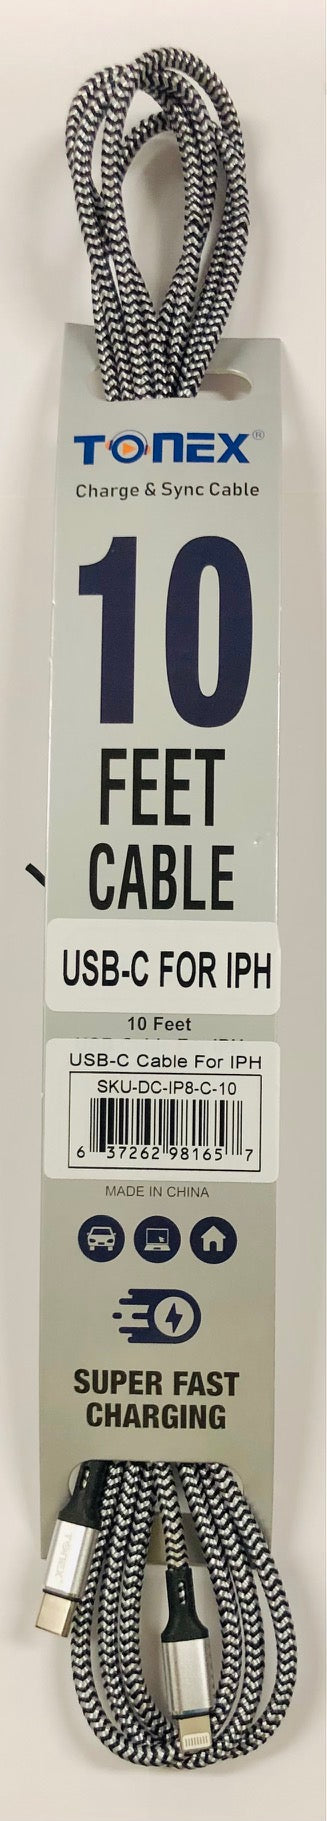 TONEX®
Charge & Sync Cable
10
FEET
CABLE
USB-C FOR IPH
10 Feet
USB-C Cable For IPH
SKU-DC-IP8-C-10
6 37262 98165 7
MADE IN CHINA
SUPER FAST
CHARGING
TONEX